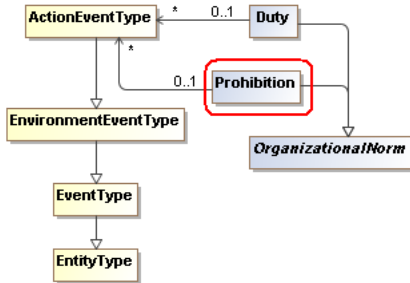 ActionEventType
* 0..1
Duty
*
0..1
Prohibition
EnvironmentEventType
OrganizationalNorm
EventType
EntityType